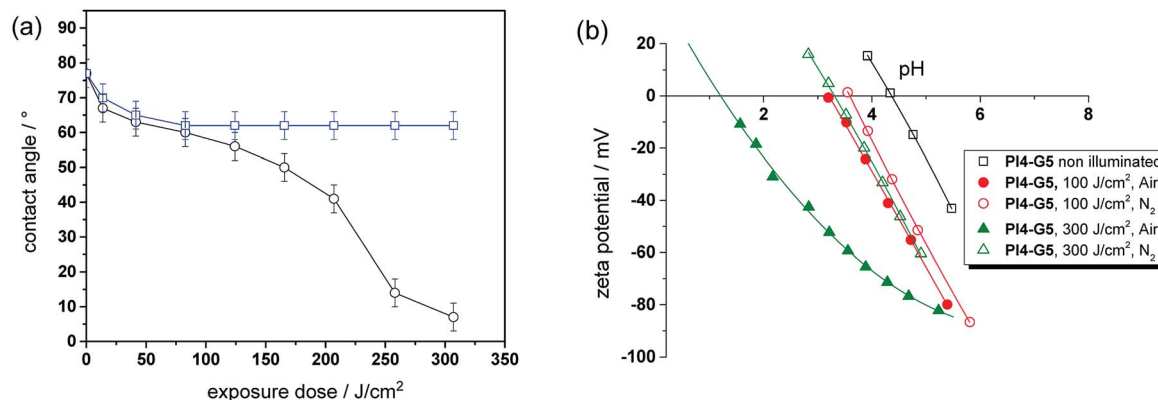 (a)
90
80
70
60
50
40
30
20
10
0
contact angle / °
0 50 100 150 200 250 300 350
exposure dose / J/cm²
(b)
20
0
-20
-40
-60
-80
-100
zeta potential / mV
pH
2 4 6 8
PI4-G5 non illuminated
PI4-G5, 100 J/cm², Air
PI4-G5, 100 J/cm², N₂
PI4-G5, 300 J/cm², Air
PI4-G5, 300 J/cm², N₂